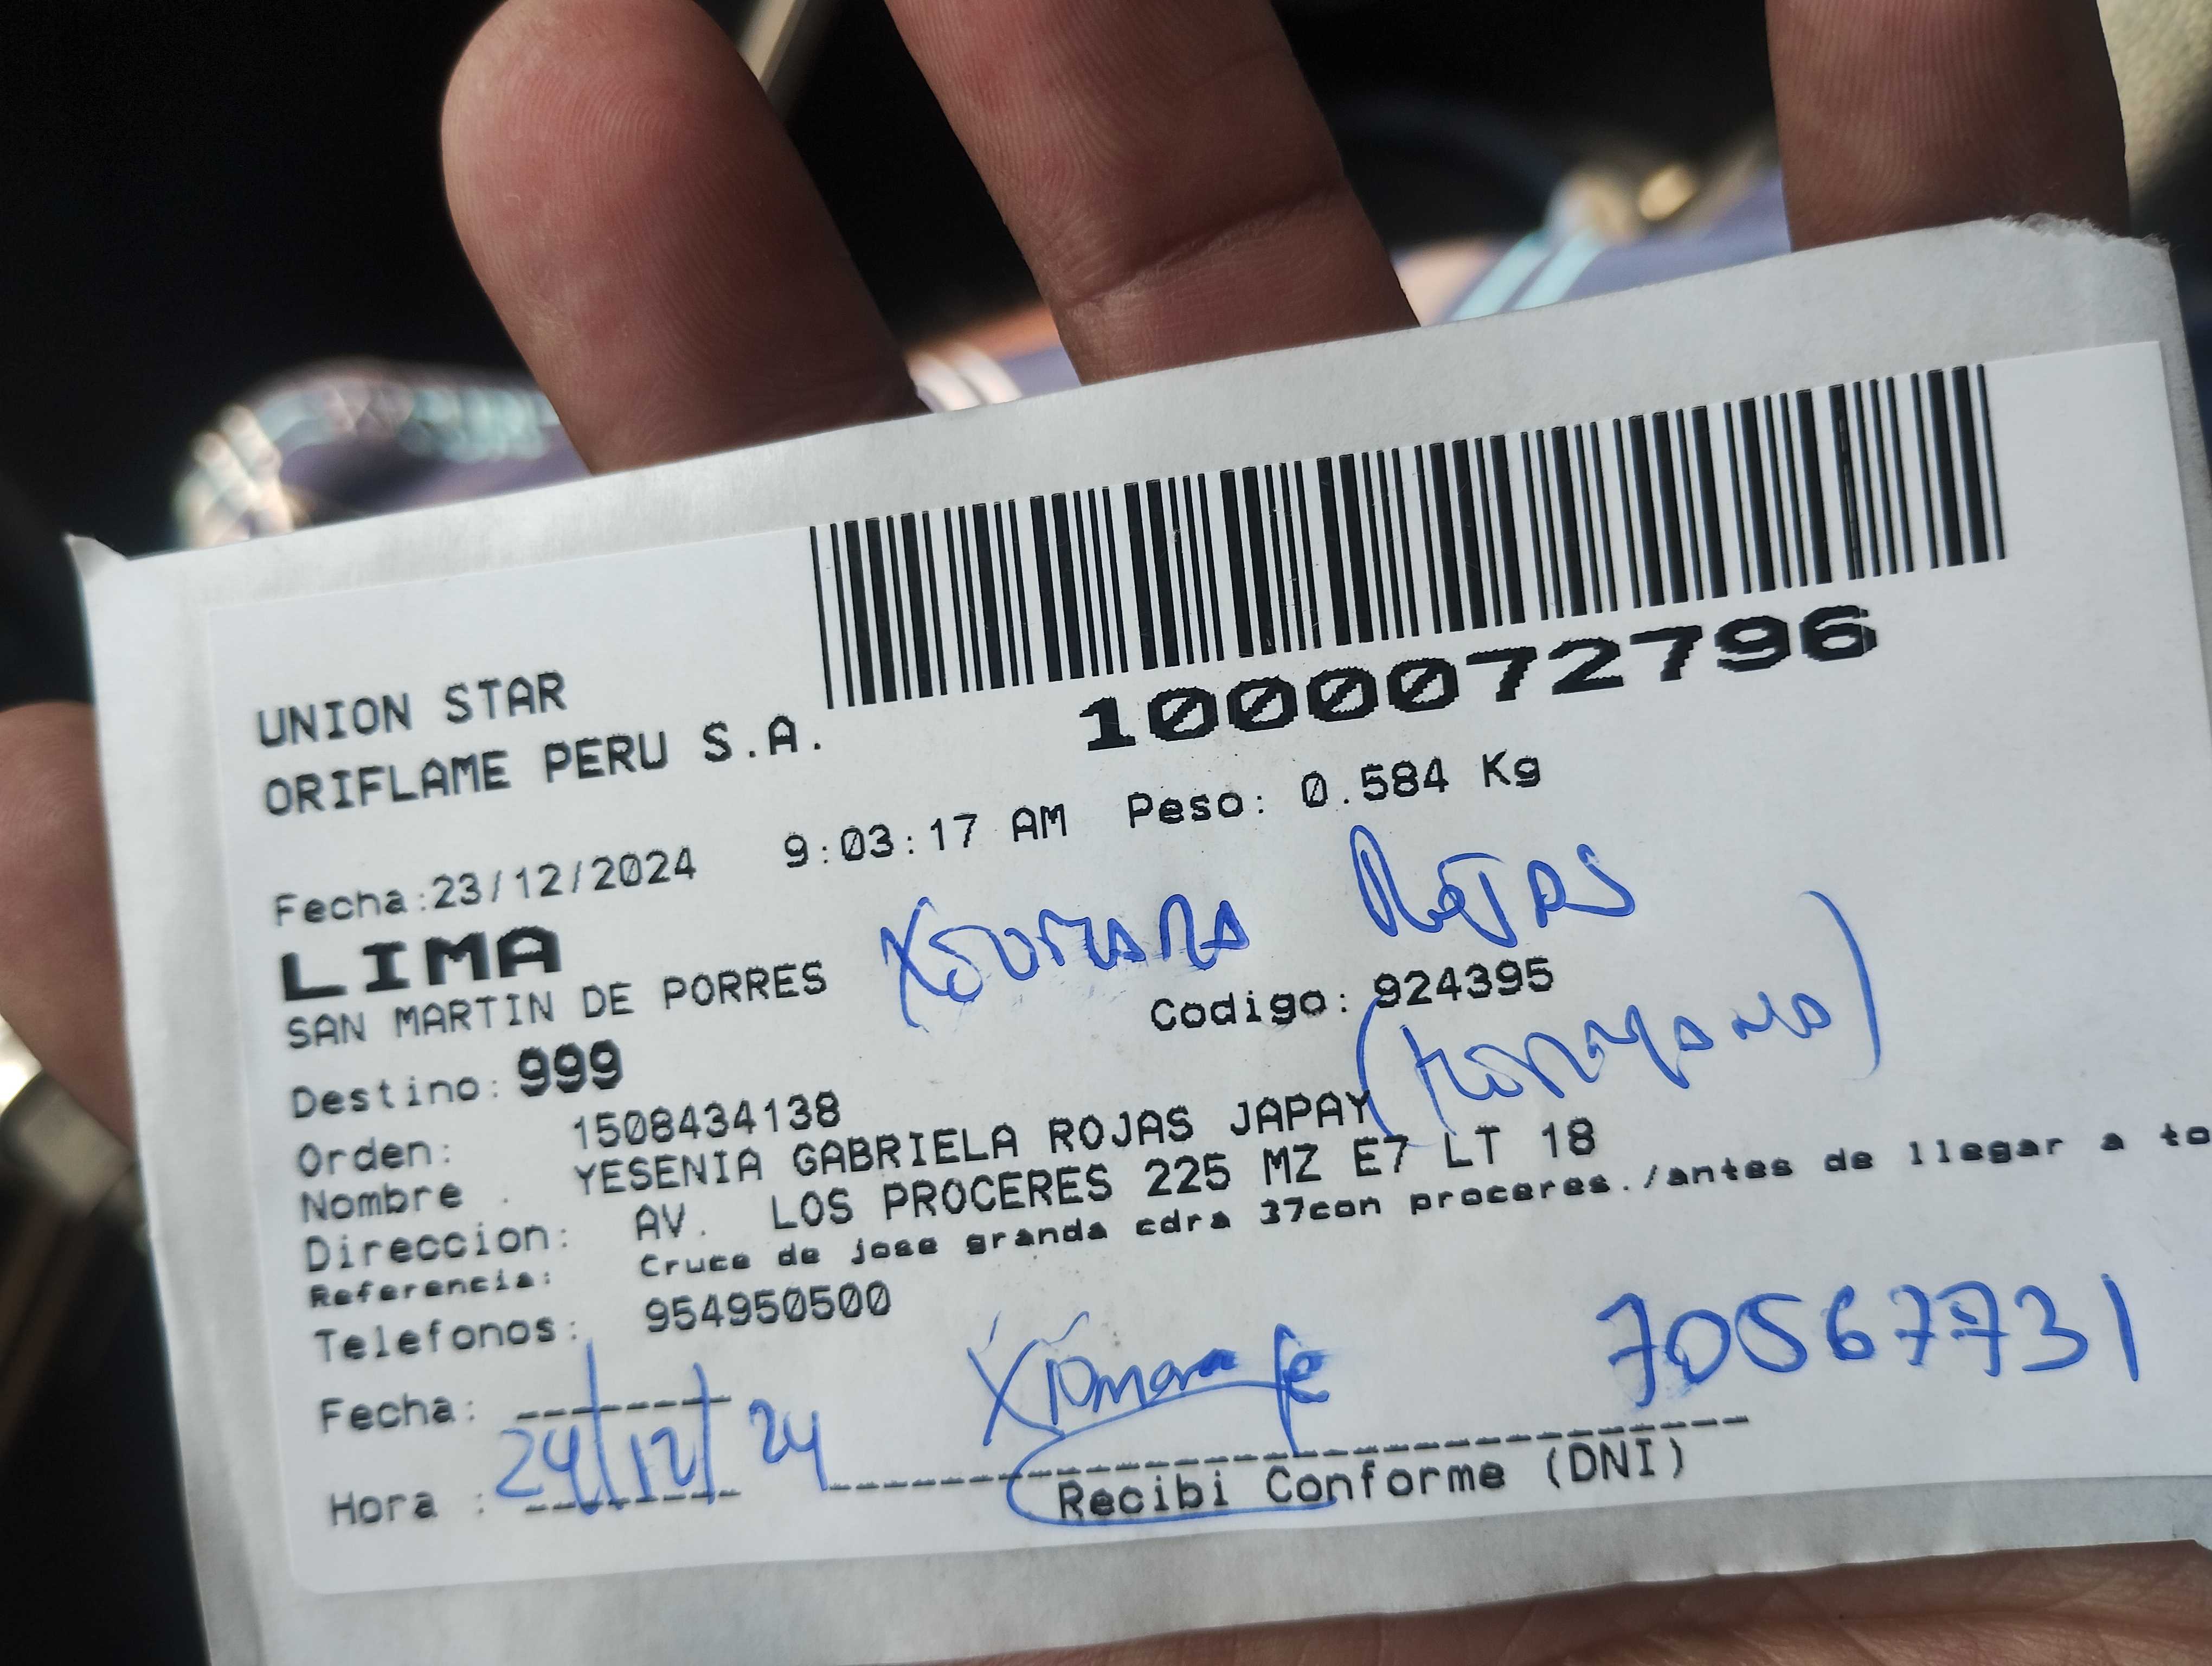 1000072796
UNION STAR
ORIFLAME PERU S.A.
Fecha:23/12/2024 9:03:17 AM Peso: 0.584 Kg
LIMA
Xiomara Rojas
SAN MARTIN DE PORRES
Codigo: 924395
Destino: 999
(hermana)
Orden: 1508434138
Nombre . YESENIA GABRIELA ROJAS JAPAY
Direccion: AV. LOS PROCERES 225 MZ E7 LT 18
Referencia: Cruce de jose granda cdra 37con proceres./antes de llegar a to
Telefonos: 954950500
Xiomara
70567731
Fecha:
24/12/24
Hora :
Recibi Conforme (DNI)